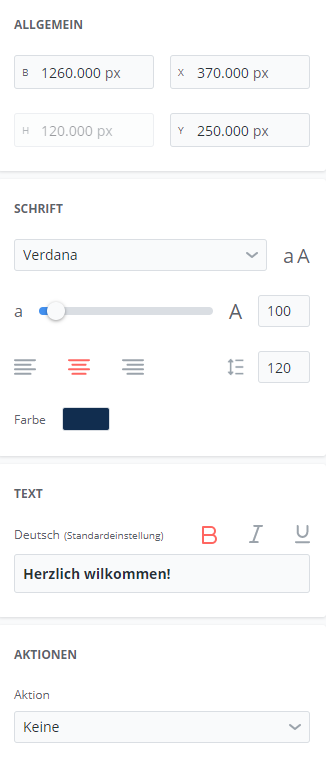 ALLGEMEIN
B 1260.000 px X 370.000 px
H 120.000 px Y 250.000 px
SCHRIFT
Verdana a A
a A 100
120
Farbe
TEXT
Deutsch (Standardeinstellung) B I U
Herzlich wilkommen!
AKTIONEN
Aktion
Keine